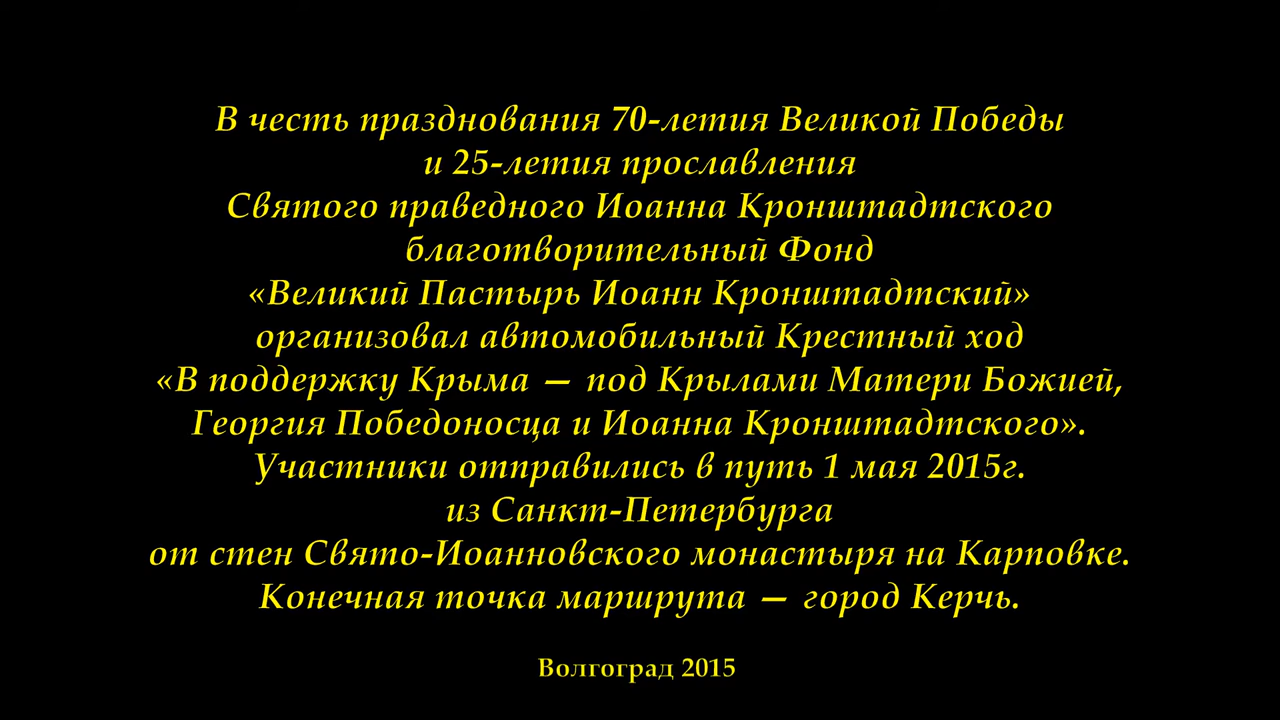 В честь празднования 70-летия Великой Победы
и 25-летия прославления
Святого праведного Иоанна Кронштадтского
благотворительный Фонд
«Великий Пастырь Иоанн Кронштадтский»
организовал автомобильный Крестный ход
«В поддержку Крыма — под Крылами Матери Божией,
Георгия Победоносца и Иоанна Кронштадтского».
Участники отправились в путь 1 мая 2015г.
из Санкт-Петербурга
от стен Свято-Иоанновского монастыря на Карповке.
Конечная точка маршрута — город Керчь.
Волгоград 2015